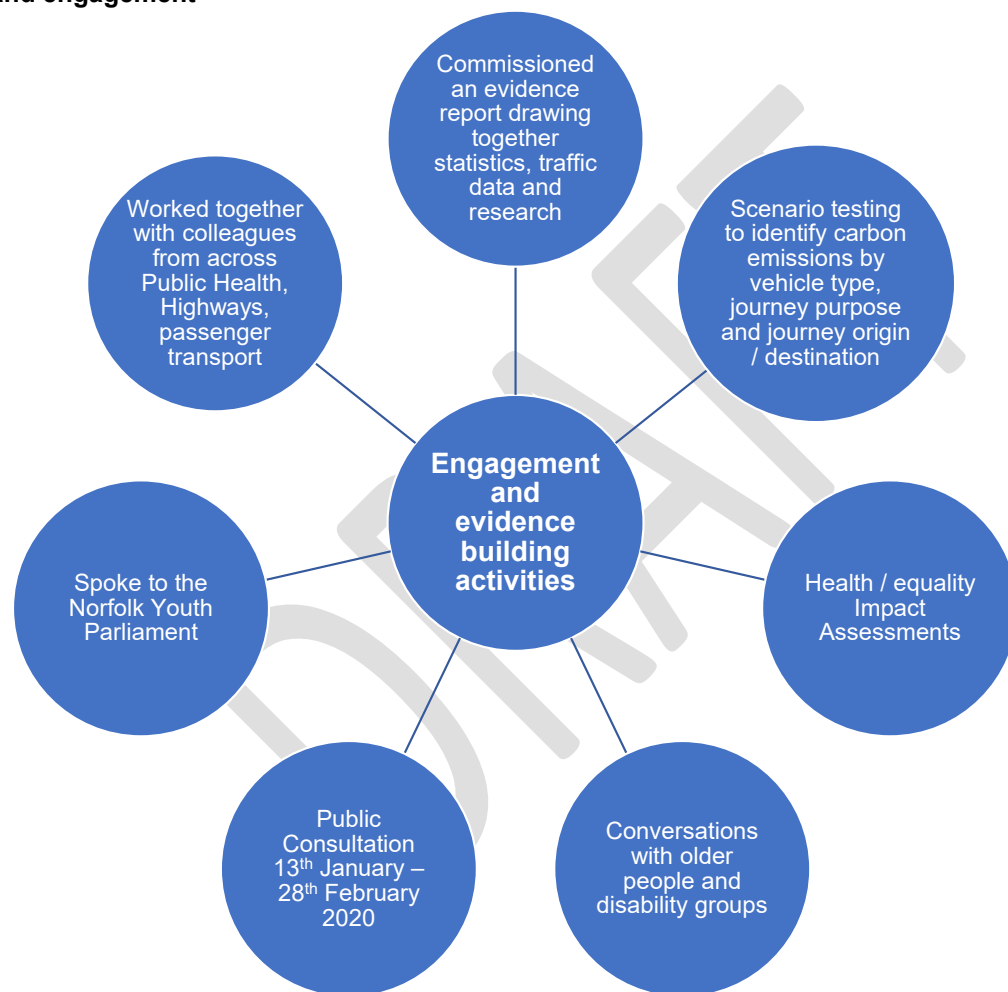 and engagement
Commissioned
an evidence
report drawing
together
statistics, traffic
data and
research
Scenario testing
to identify carbon
emissions by
vehicle type,
journey purpose
and journey origin
/ destination
Health / equality
Impact
Assessments
Conversations
with older
people and
disability groups
Public
Consultation
13th January –
28th February
2020
Spoke to the
Norfolk Youth
Parliament
Worked together
with colleagues
from across
Public Health,
Highways,
passenger
transport
Engagement
and
evidence
building
activities
DRAFT